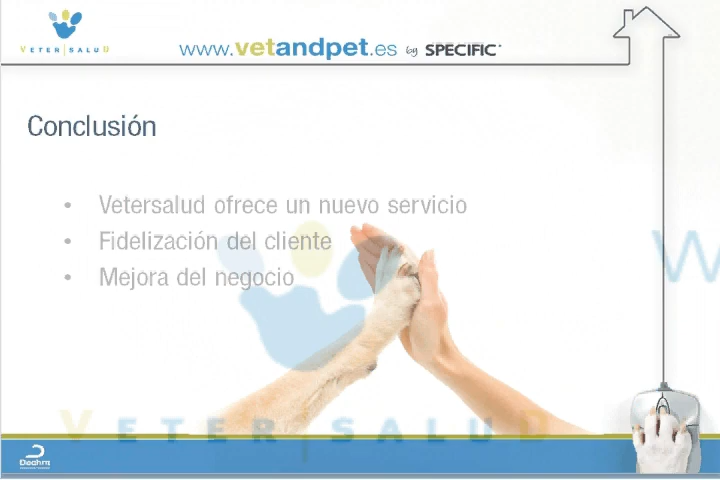 VETER|SALUD
www.vetandpet.es by SPECIFIC
Conclusión
• Vetersalud ofrece un nuevo servicio
• Fidelización del cliente
• Mejora del negocio
W
VETER|SALUD
Dechra